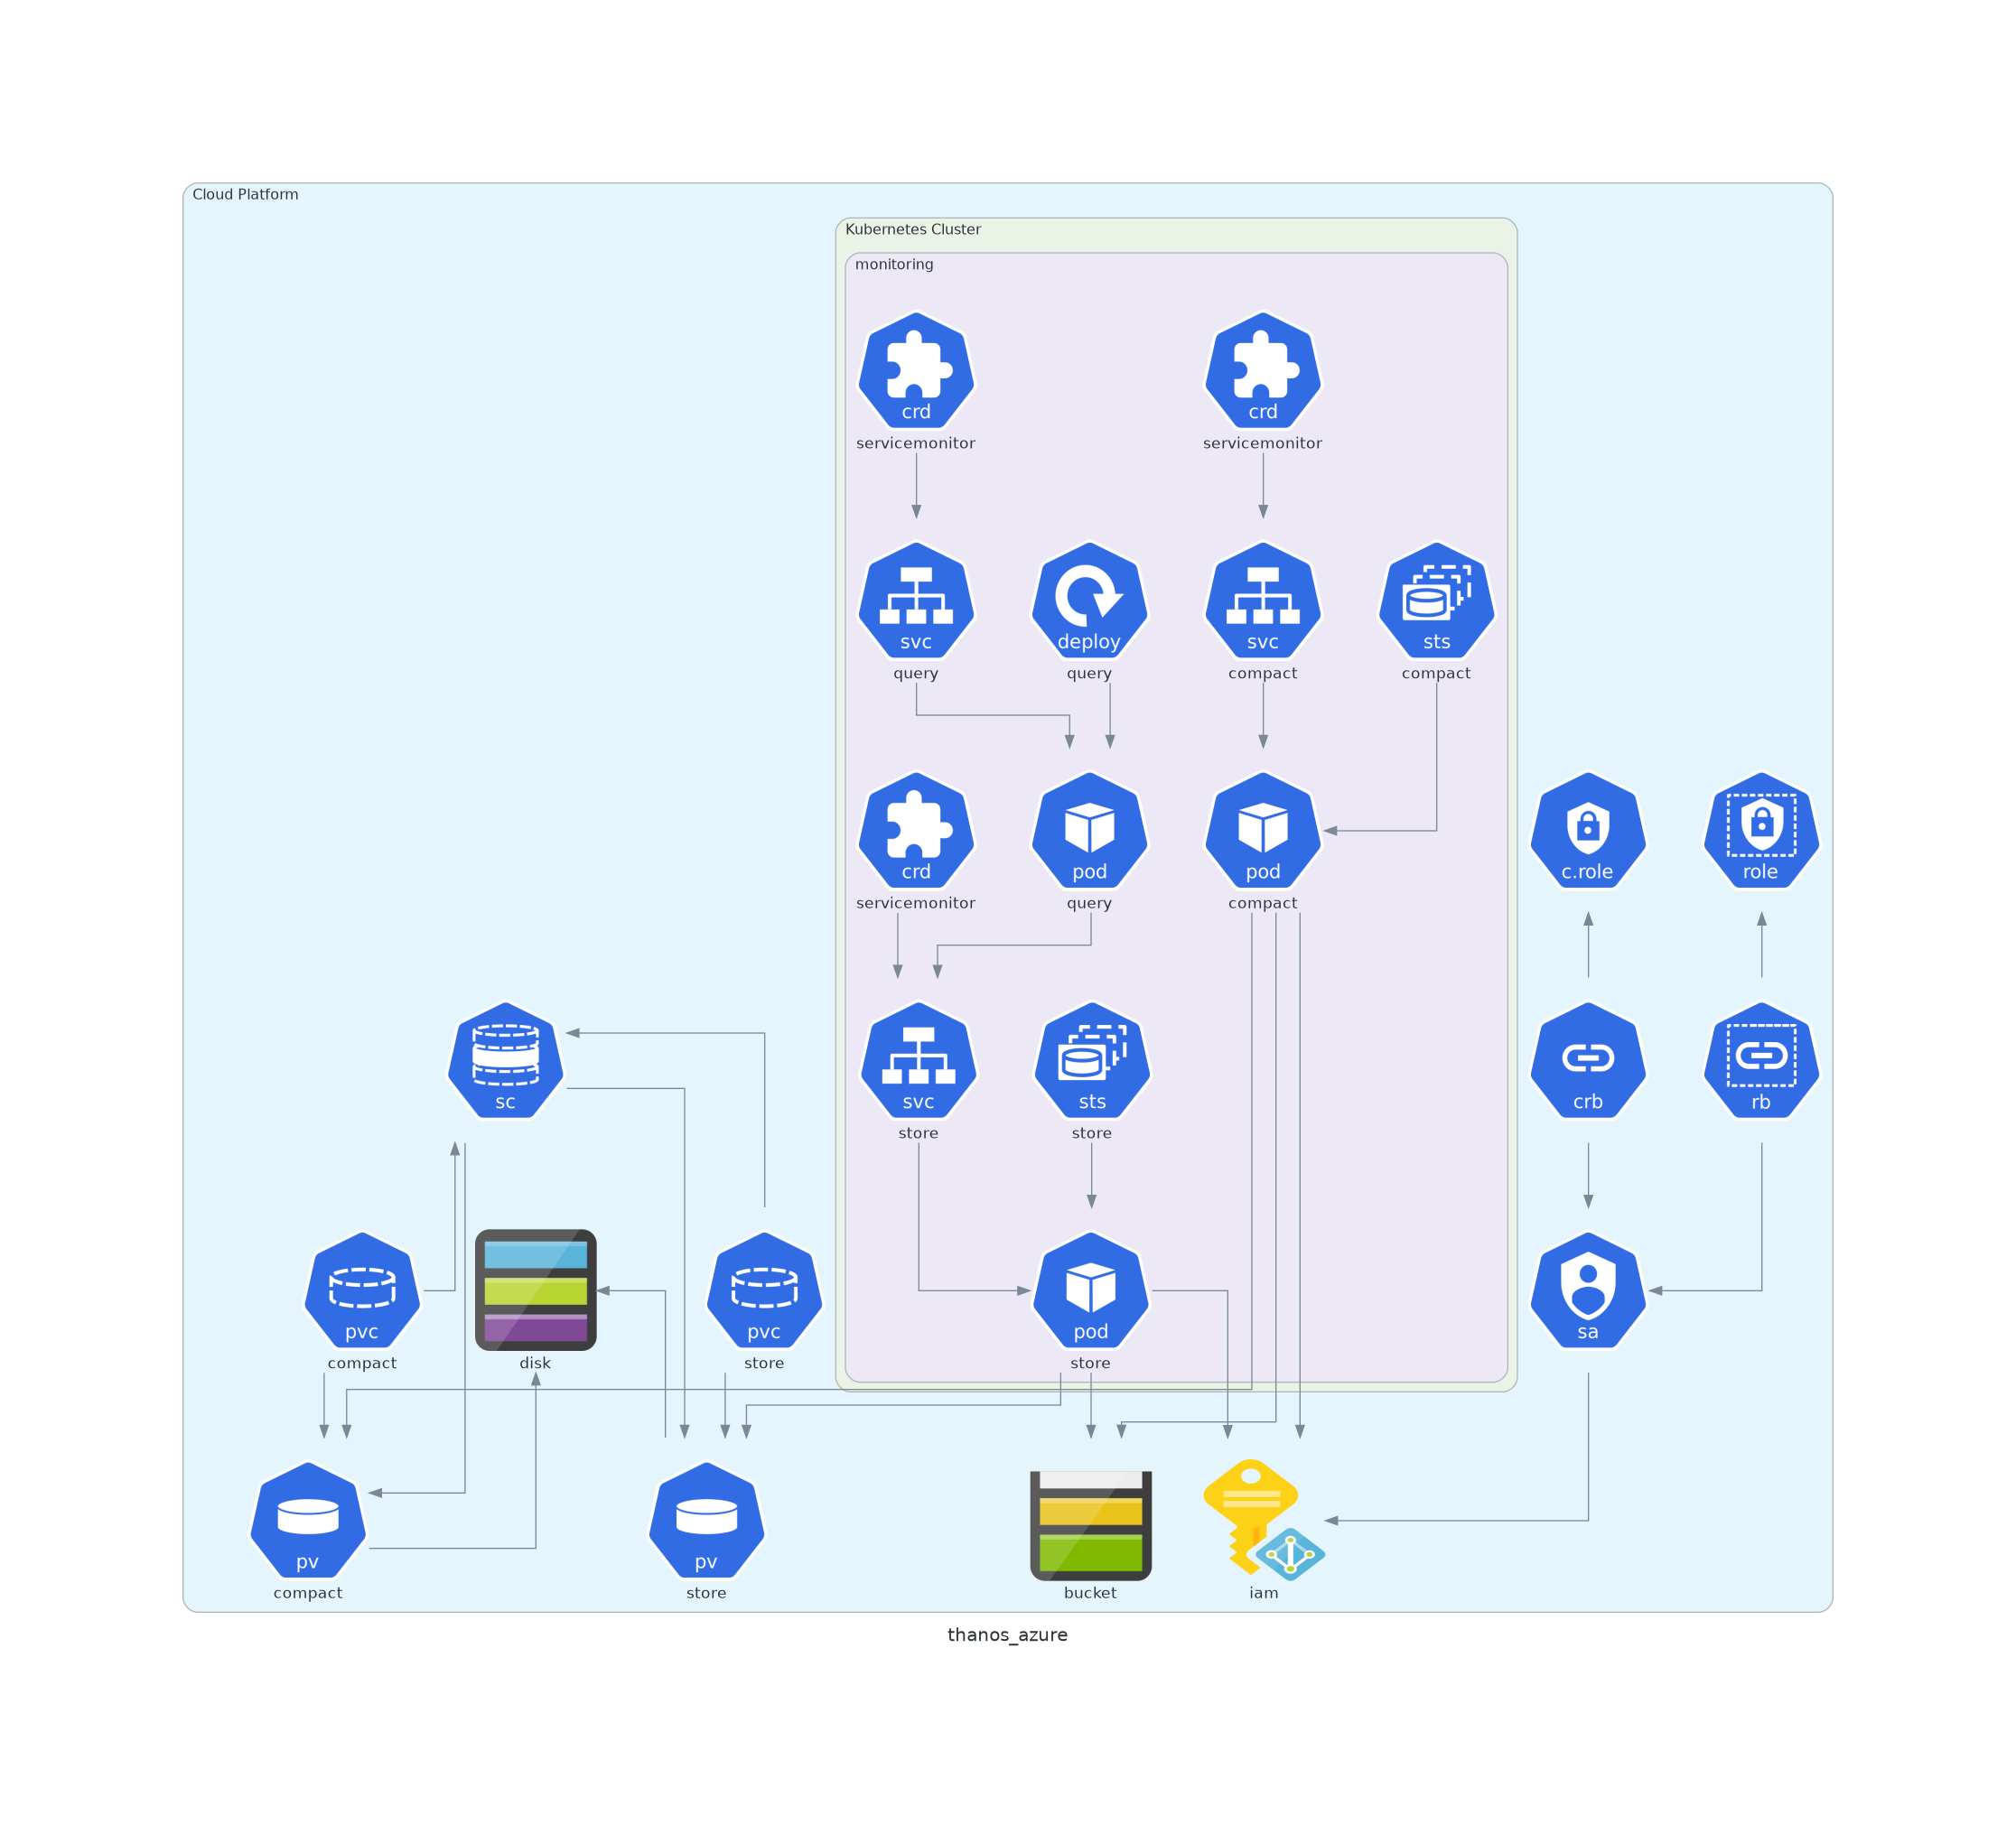 Cloud Platform
Kubernetes Cluster
monitoring
crd
servicemonitor
crd
servicemonitor
svc
query
deploy
query
svc
compact
sts
compact
crd
servicemonitor
pod
query
pod
compact
c.role
role
sc
svc
store
sts
store
crb
rb
pvc
compact
disk
pvc
store
pod
store
sa
pv
compact
pv
store
bucket
iam
thanos_azure